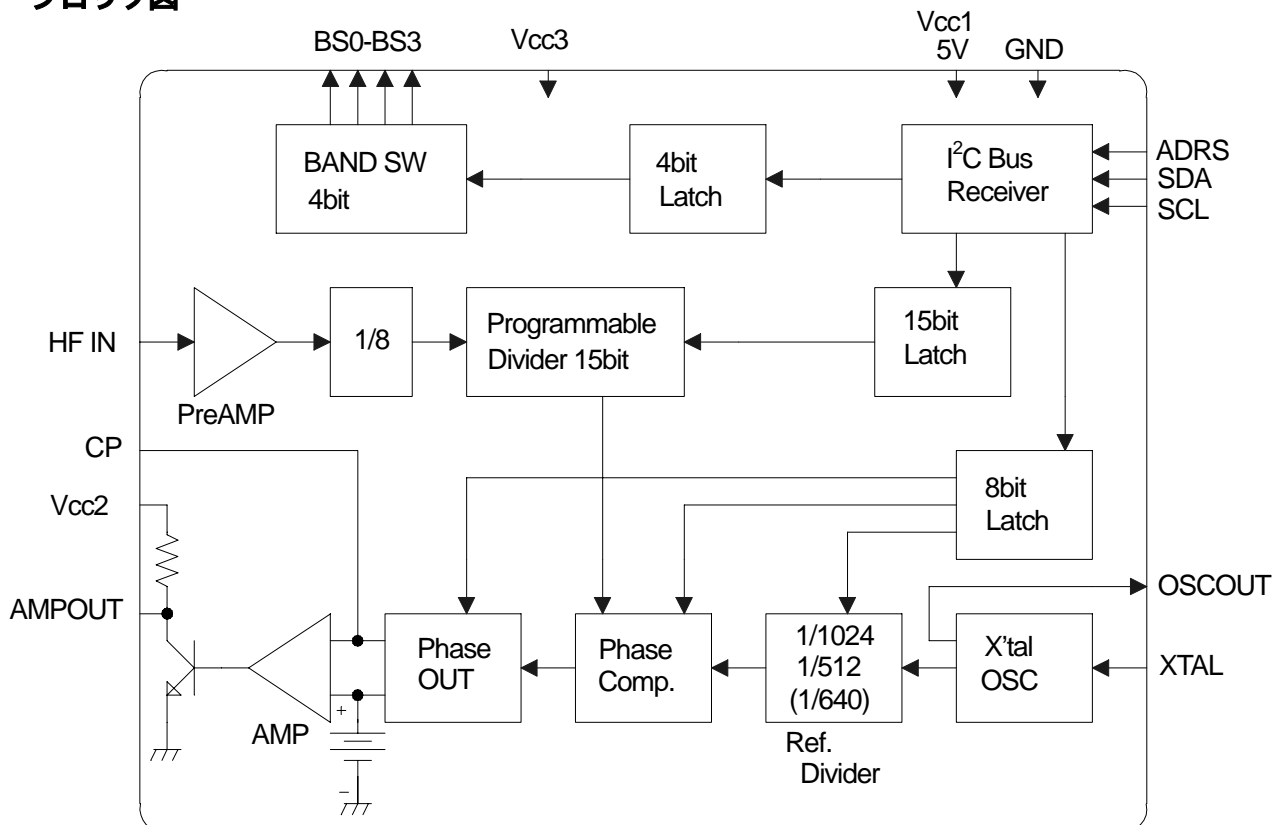 ブロック図
BS0-BS3
Vcc3
Vcc1
5V
GND
BAND SW
4bit
4bit
Latch
I²C Bus
Receiver
ADRS
SDA
SCL
HF IN
PreAMP
1/8
Programmable
Divider 15bit
15bit
Latch
CP
Vcc2
8bit
Latch
AMPOUT
OSCOUT
AMP
+
-
Phase
OUT
Phase
Comp.
1/1024
1/512
(1/640)
Ref.
Divider
X'tal
OSC
XTAL